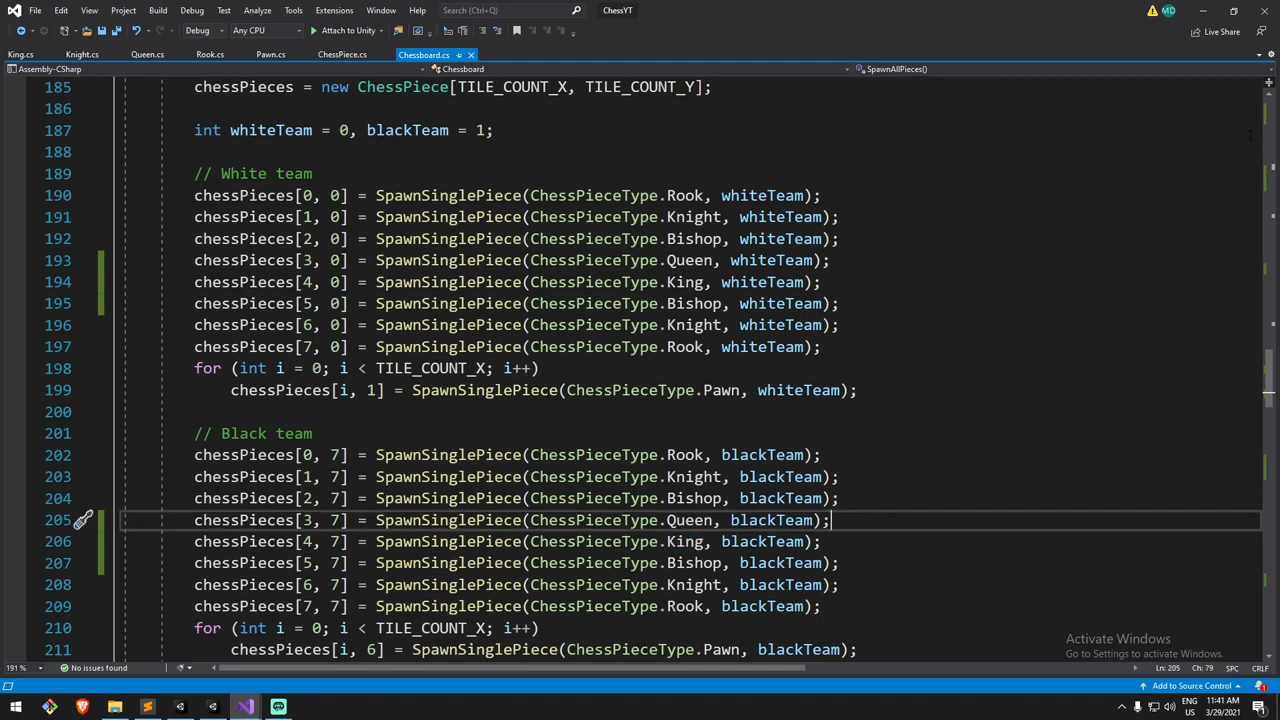 File Edit View Project Build Debug Test Analyze Tools Extensions Window Help Search (Ctrl+Q) ChessYT MD
Debug Any CPU Attach to Unity Live Share
King.cs Knight.cs Queen.cs Rook.cs Pawn.cs ChessPiece.cs Chessboard.cs
Assembly-CSharp Chessboard SpawnAllPieces()
185 chessPieces = new ChessPiece[TILE_COUNT_X, TILE_COUNT_Y];
186
187 int whiteTeam = 0, blackTeam = 1;
188
189 // White team
190 chessPieces[0, 0] = SpawnSinglePiece(ChessPieceType.Rook, whiteTeam);
191 chessPieces[1, 0] = SpawnSinglePiece(ChessPieceType.Knight, whiteTeam);
192 chessPieces[2, 0] = SpawnSinglePiece(ChessPieceType.Bishop, whiteTeam);
193 chessPieces[3, 0] = SpawnSinglePiece(ChessPieceType.Queen, whiteTeam);
194 chessPieces[4, 0] = SpawnSinglePiece(ChessPieceType.King, whiteTeam);
195 chessPieces[5, 0] = SpawnSinglePiece(ChessPieceType.Bishop, whiteTeam);
196 chessPieces[6, 0] = SpawnSinglePiece(ChessPieceType.Knight, whiteTeam);
197 chessPieces[7, 0] = SpawnSinglePiece(ChessPieceType.Rook, whiteTeam);
198 for (int i = 0; i < TILE_COUNT_X; i++)
199 chessPieces[i, 1] = SpawnSinglePiece(ChessPieceType.Pawn, whiteTeam);
200
201 // Black team
202 chessPieces[0, 7] = SpawnSinglePiece(ChessPieceType.Rook, blackTeam);
203 chessPieces[1, 7] = SpawnSinglePiece(ChessPieceType.Knight, blackTeam);
204 chessPieces[2, 7] = SpawnSinglePiece(ChessPieceType.Bishop, blackTeam);
205 chessPieces[3, 7] = SpawnSinglePiece(ChessPieceType.Queen, blackTeam);
206 chessPieces[4, 7] = SpawnSinglePiece(ChessPieceType.King, blackTeam);
207 chessPieces[5, 7] = SpawnSinglePiece(ChessPieceType.Bishop, blackTeam);
208 chessPieces[6, 7] = SpawnSinglePiece(ChessPieceType.Knight, blackTeam);
209 chessPieces[7, 7] = SpawnSinglePiece(ChessPieceType.Rook, blackTeam);
210 for (int i = 0; i < TILE_COUNT_X; i++)
211 chessPieces[i, 6] = SpawnSinglePiece(ChessPieceType.Pawn, blackTeam);
Activate Windows
Go to Settings to activate Windows.
191 % No issues found Ln: 205 Ch: 79 SPC CRLF
Add to Source Control 1
ENG 11:41 AM
US 3/29/2021 1